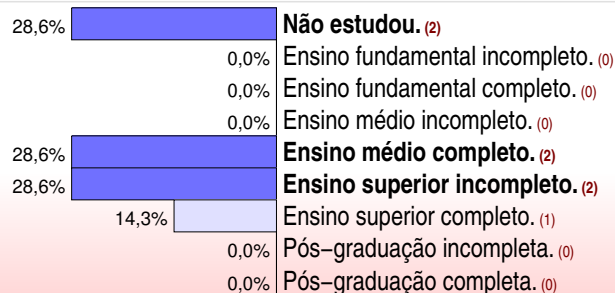 28,6% Não estudou. (2)
0,0% Ensino fundamental incompleto. (0)
0,0% Ensino fundamental completo. (0)
0,0% Ensino médio incompleto. (0)
28,6% Ensino médio completo. (2)
28,6% Ensino superior incompleto. (2)
14,3% Ensino superior completo. (1)
0,0% Pós−graduação incompleta. (0)
0,0% Pós−graduação completa. (0)